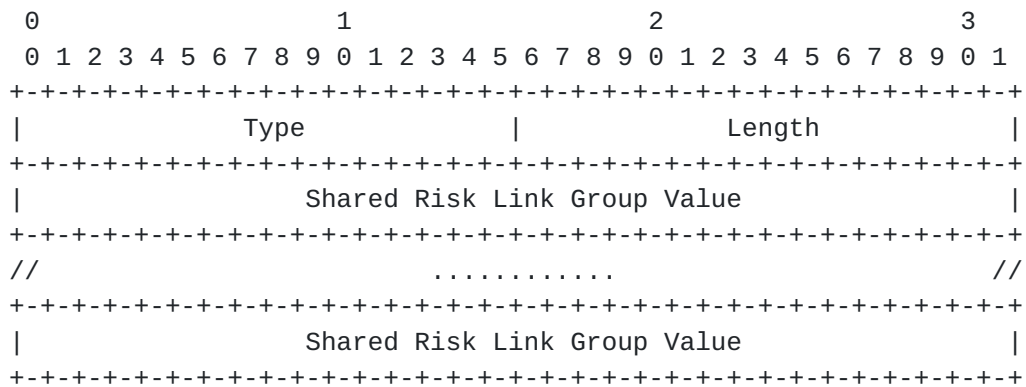 0                   1                   2                   3
 0 1 2 3 4 5 6 7 8 9 0 1 2 3 4 5 6 7 8 9 0 1 2 3 4 5 6 7 8 9 0 1
+-+-+-+-+-+-+-+-+-+-+-+-+-+-+-+-+-+-+-+-+-+-+-+-+-+-+-+-+-+-+-+-+
|              Type             |             Length            |
+-+-+-+-+-+-+-+-+-+-+-+-+-+-+-+-+-+-+-+-+-+-+-+-+-+-+-+-+-+-+-+-+
|                  Shared Risk Link Group Value                 |
+-+-+-+-+-+-+-+-+-+-+-+-+-+-+-+-+-+-+-+-+-+-+-+-+-+-+-+-+-+-+-+-+
//                         ............                        //
+-+-+-+-+-+-+-+-+-+-+-+-+-+-+-+-+-+-+-+-+-+-+-+-+-+-+-+-+-+-+-+-+
|                  Shared Risk Link Group Value                 |
+-+-+-+-+-+-+-+-+-+-+-+-+-+-+-+-+-+-+-+-+-+-+-+-+-+-+-+-+-+-+-+-+